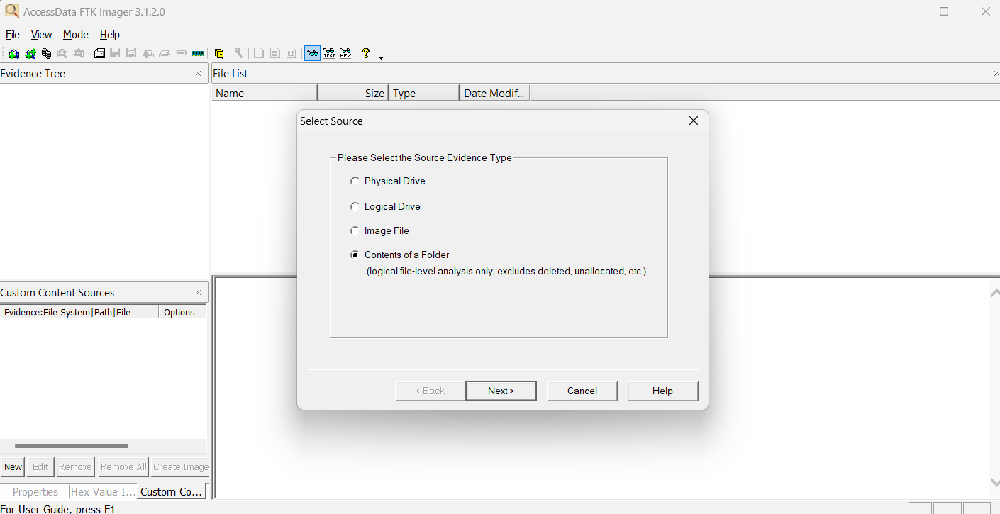 AccessData FTK Imager 3.1.2.0
File View Mode Help
TEXT HEX
Evidence Tree
File List
Name Size Type Date Modif...
Select Source
Please Select the Source Evidence Type
Physical Drive
Logical Drive
Image File
Contents of a Folder
(logical file-level analysis only; excludes deleted, unallocated, etc.)
< Back Next > Cancel Help
Custom Content Sources
Evidence:File System|Path|File Options
New Edit Remove Remove All Create Image
Properties Hex Value I... Custom Co...
For User Guide, press F1